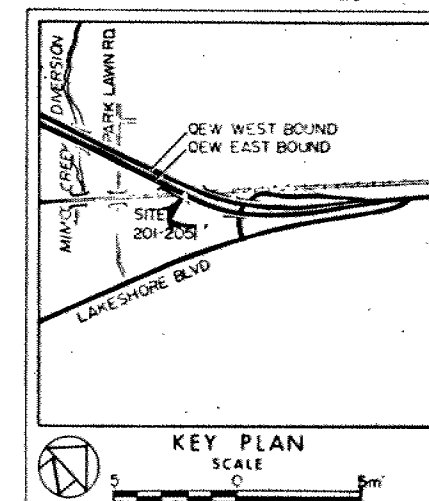 MIMICO CREEK DIVERSION
PARK LAWN RD.
QEW WEST BOUND
QEW EAST BOUND
SITE
201-205
LAKESHORE BLVD
KEY PLAN
SCALE
5 0 5m